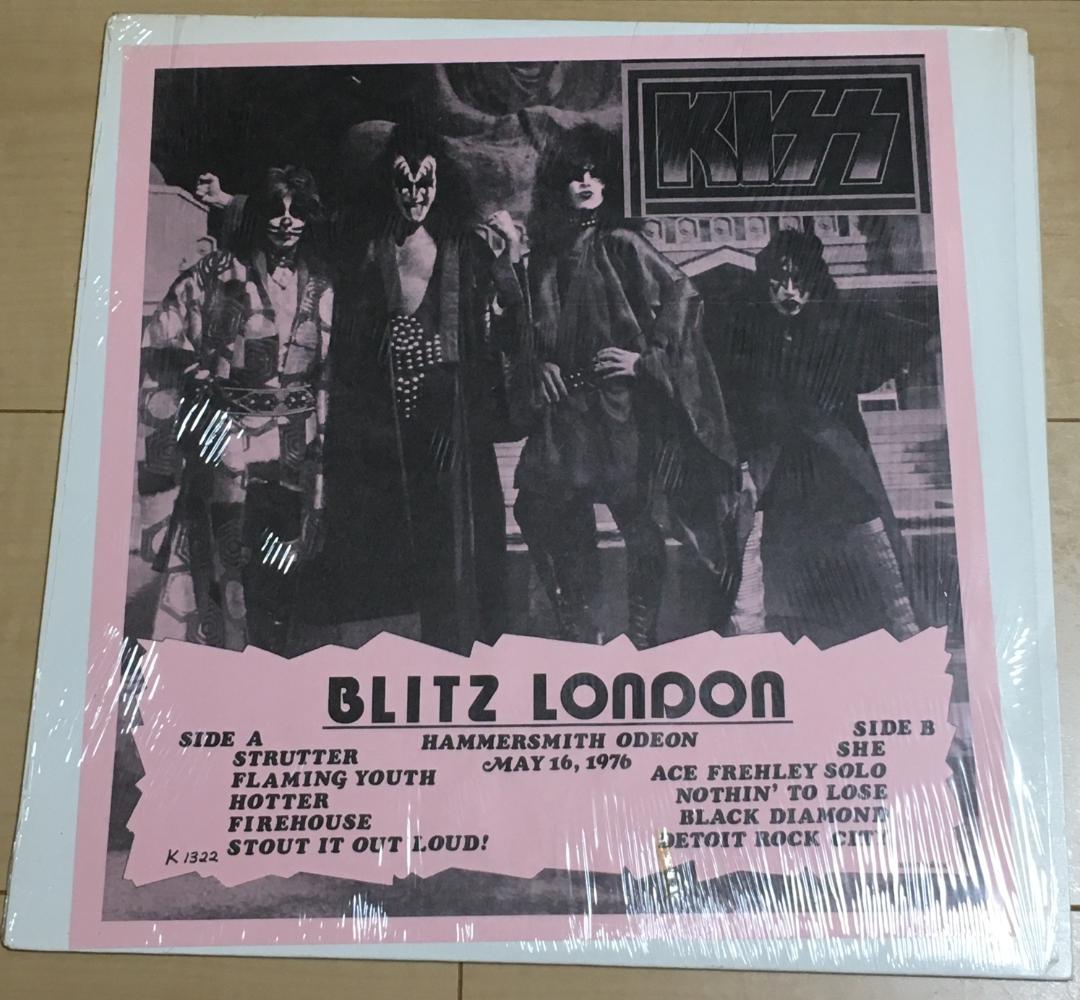 KISS
BLITZ LONDON
HAMMERSMITH ODEON
MAY 16, 1976
SIDE A
STRUTTER
FLAMING YOUTH
HOTTER
FIREHOUSE
STOUT IT OUT LOUD!
K 1322
SIDE B
SHE
ACE FREHLEY SOLO
NOTHIN' TO LOSE
BLACK DIAMOND
DETOIT ROCK CITY